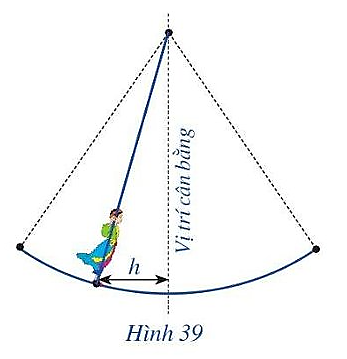 Vị trí cân bằng
h
Hình 39